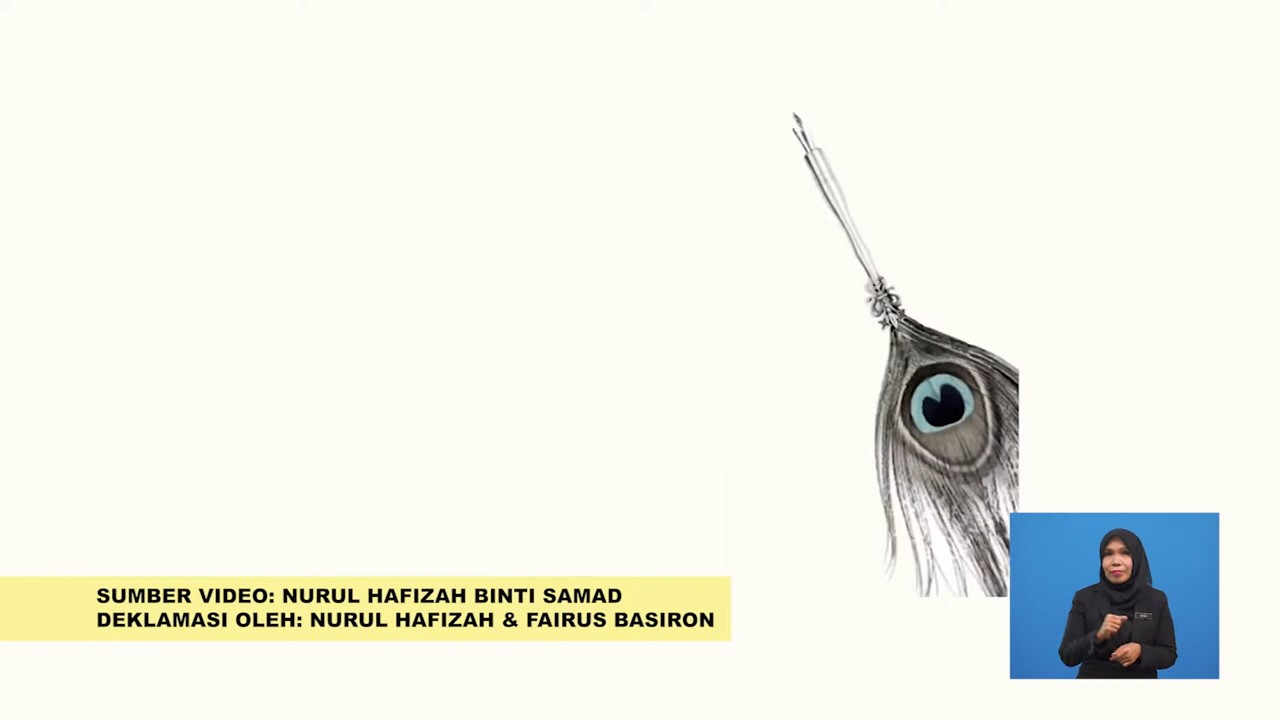 SUMBER VIDEO: NURUL HAFIZAH BINTI SAMAD
DEKLAMASI OLEH: NURUL HAFIZAH & FAIRUS BASIRON